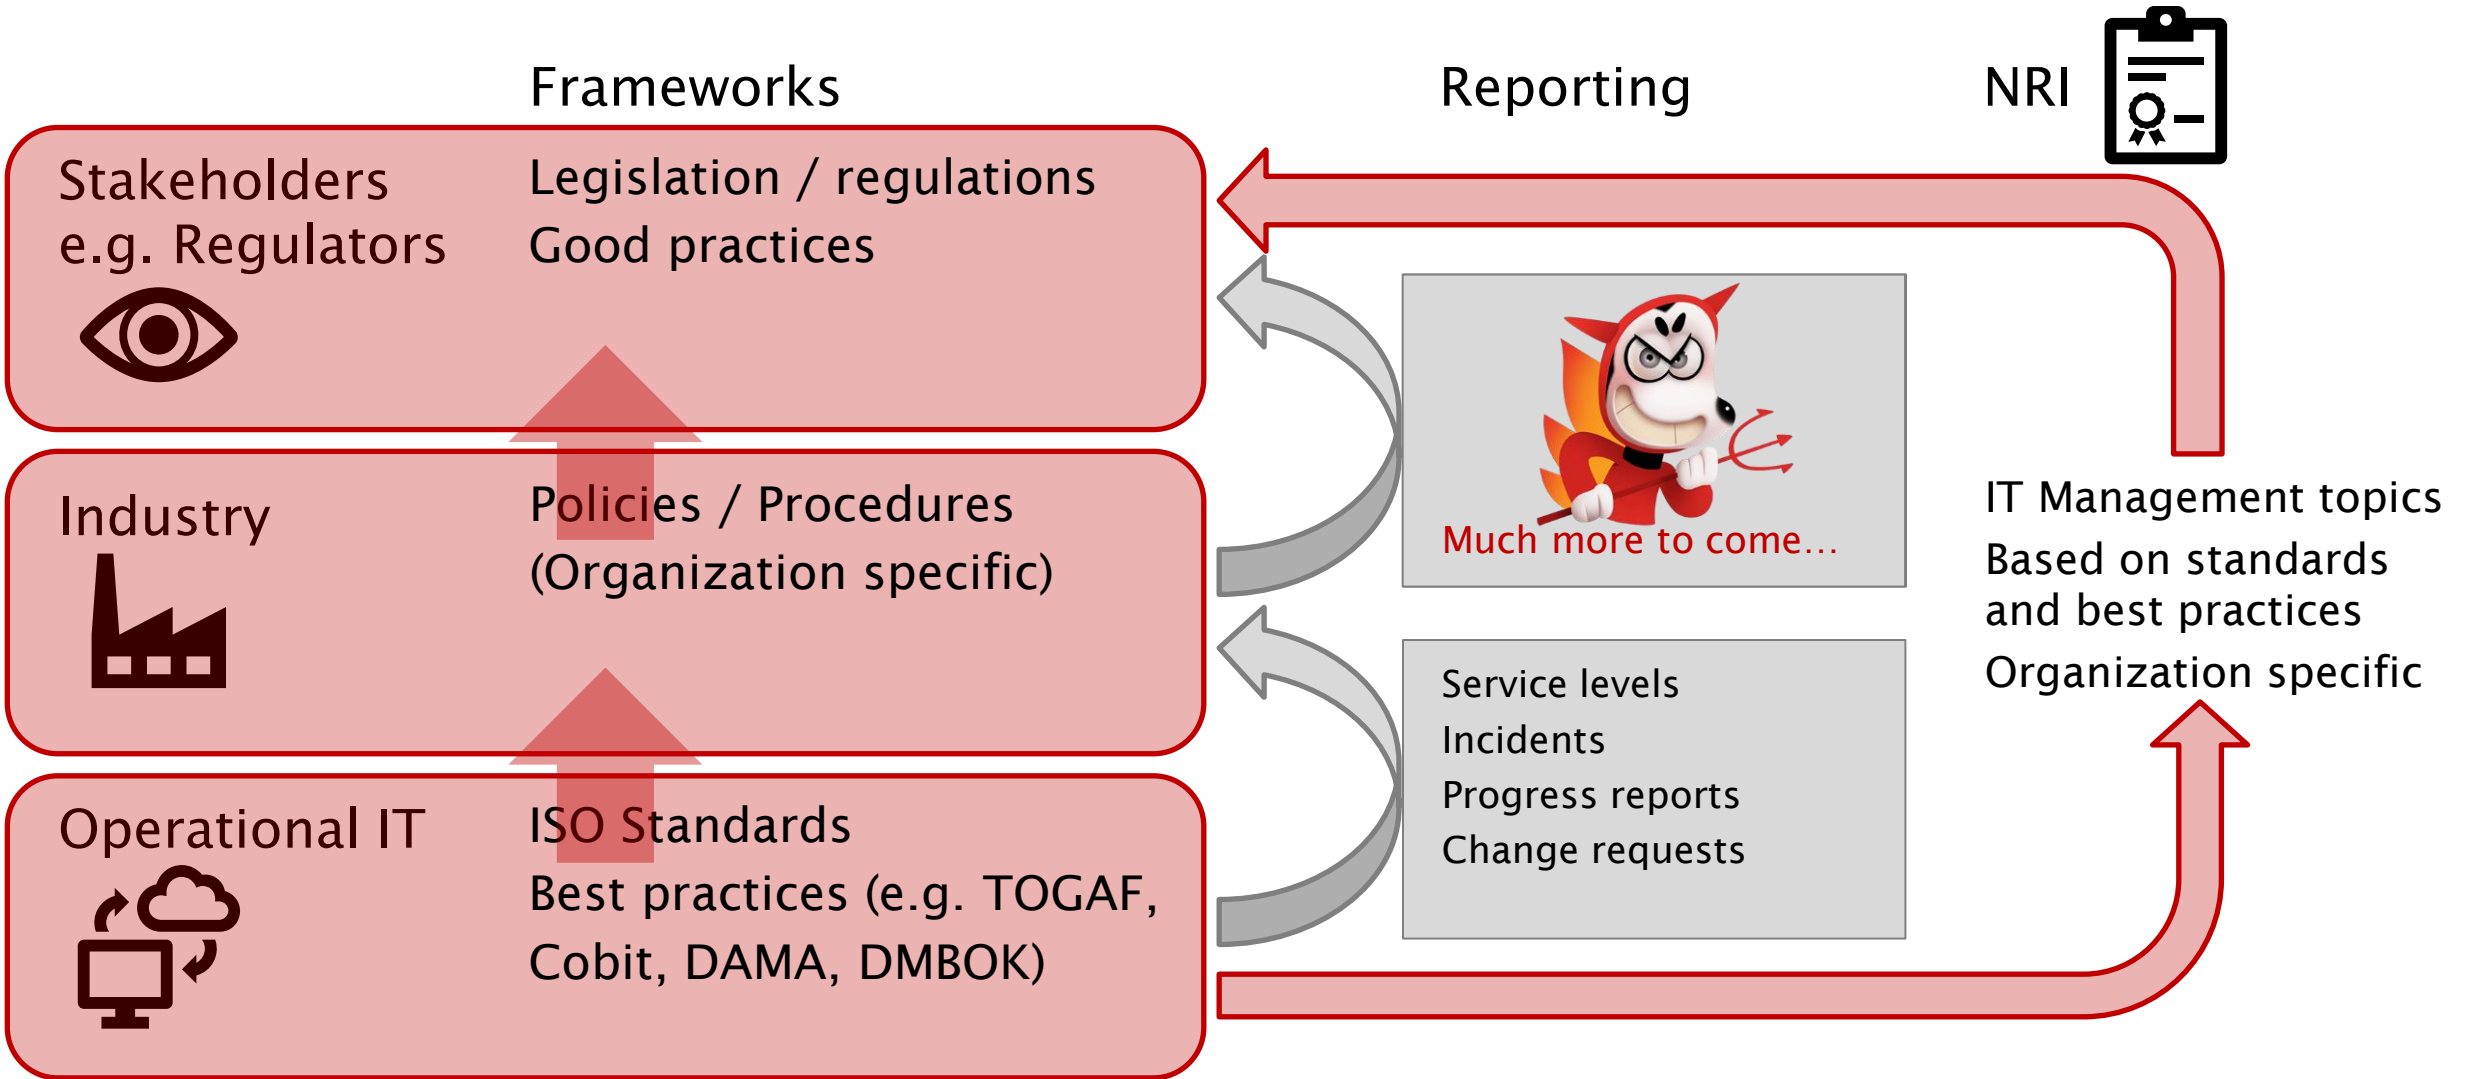 Frameworks
Reporting
NRI
Stakeholders
e.g. Regulators
Legislation / regulations
Good practices
Industry
Policies / Procedures
(Organization specific)
Much more to come…
Operational IT
ISO Standards
Best practices (e.g. TOGAF,
Cobit, DAMA, DMBOK)
Service levels
Incidents
Progress reports
Change requests
IT Management topics
Based on standards
and best practices
Organization specific